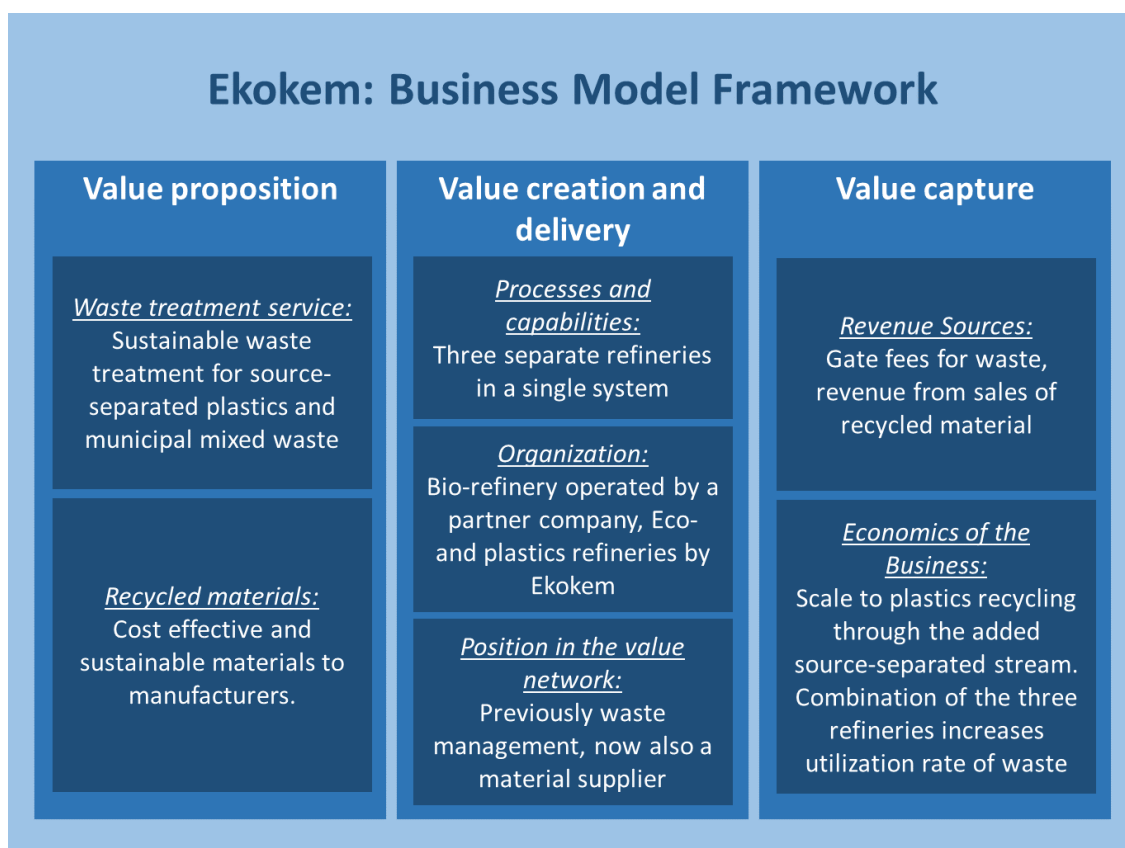 Ekokem: Business Model Framework
Value proposition
Waste treatment service:
Sustainable waste
treatment for source-
separated plastics and
municipal mixed waste
Recycled materials:
Cost effective and
sustainable materials to
manufacturers.
Value creation and
delivery
Processes and
capabilities:
Three separate refineries
in a single system
Organization:
Bio-refinery operated by a
partner company, Eco-
and plastics refineries by
Ekokem
Position in the value
network:
Previously waste
management, now also a
material supplier
Value capture
Revenue Sources:
Gate fees for waste,
revenue from sales of
recycled material
Economics of the
Business:
Scale to plastics recycling
through the added
source-separated stream.
Combination of the three
refineries increases
utilization rate of waste